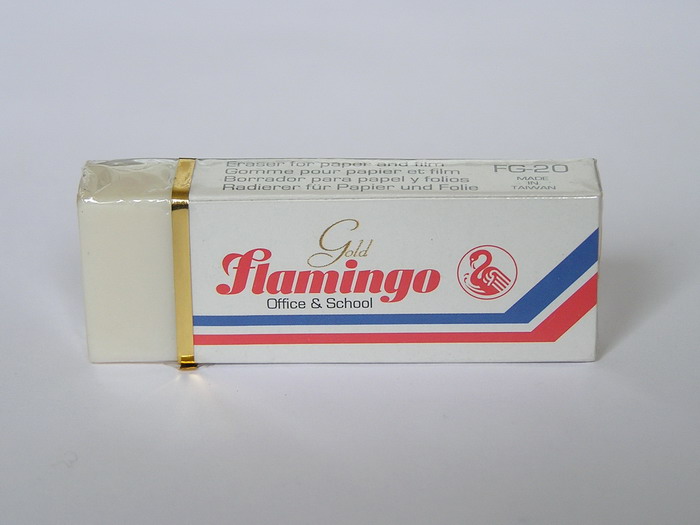 Eraser for paper and film
Gomme pour papier et film
Borrador para papel y folios
Radierer für Papier und Folie
FG-20
MADE
IN
TAIWAN
Gold
Flamingo
Office & School